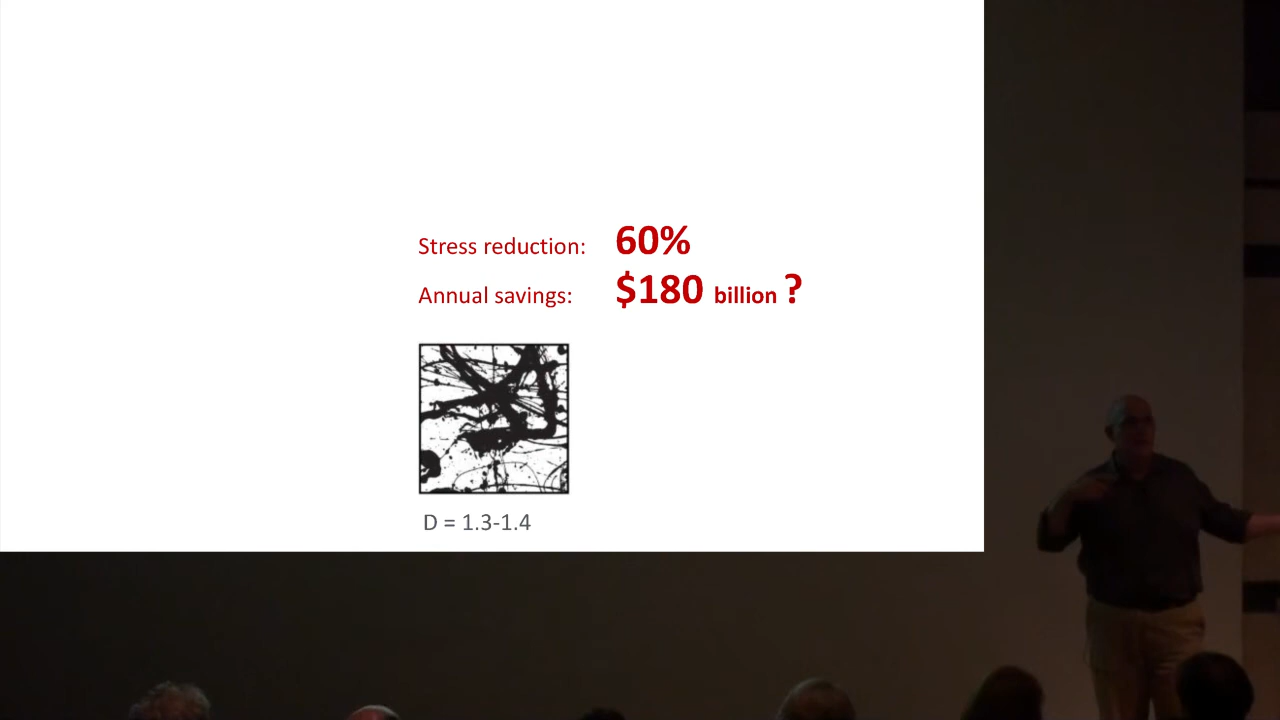 Stress reduction: 60%
Annual savings: $180 billion ?
D = 1.3-1.4